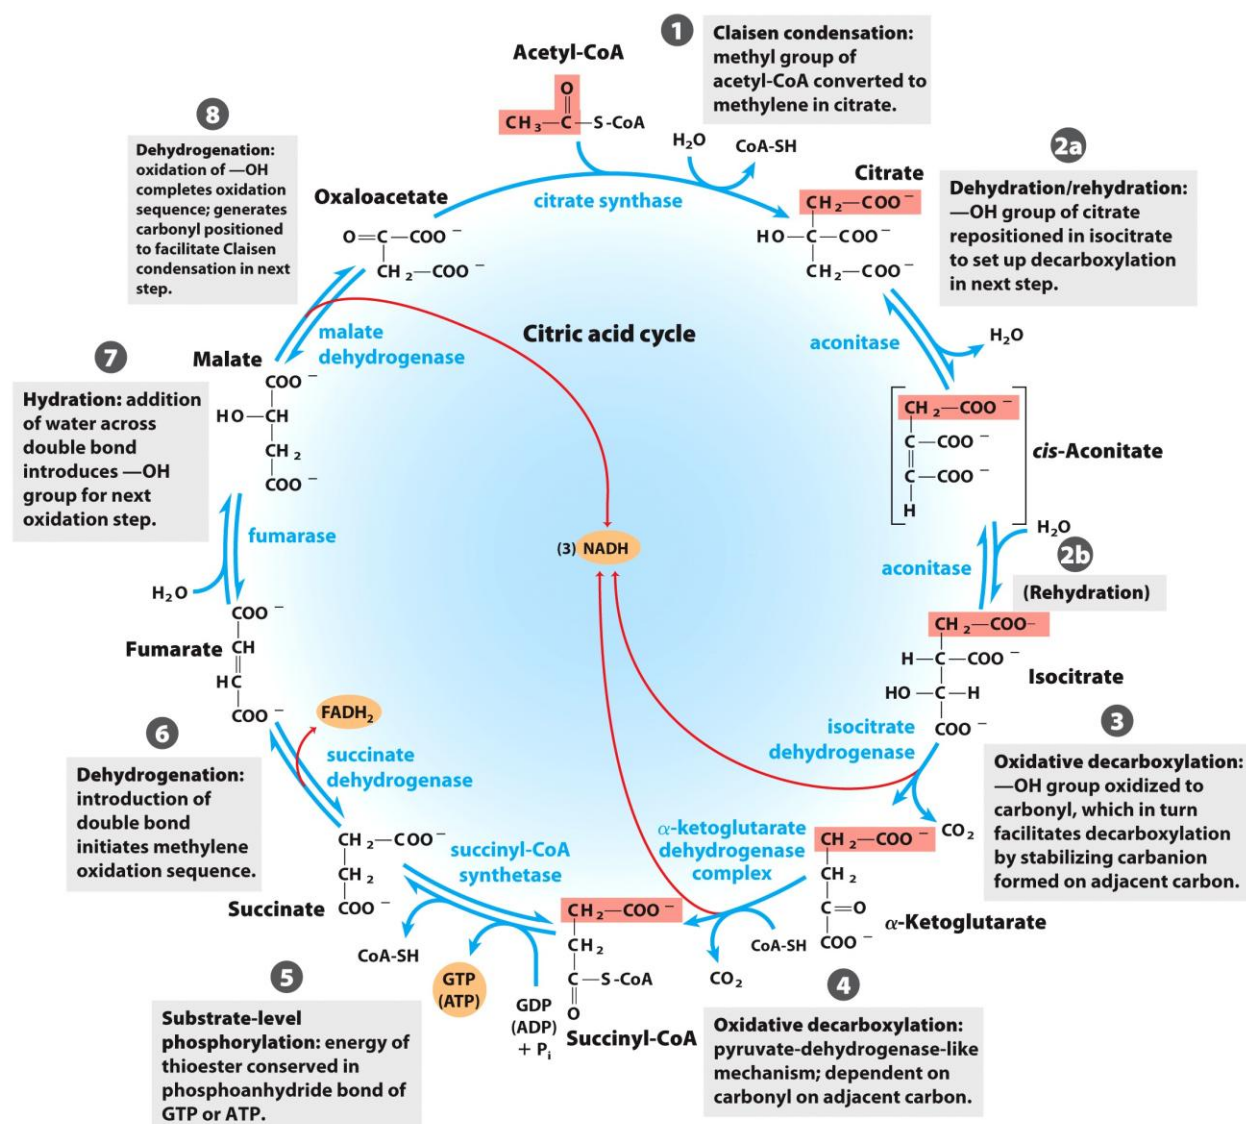 1
Claisen condensation:
methyl group of
acetyl-CoA converted to
methylene in citrate.
Acetyl-CoA
O
CH3—C—S-CoA
H2O
CoA-SH
citrate synthase
Citrate
CH2—COO−
HO—C—COO−
CH2—COO−
2a
Dehydration/rehydration:
—OH group of citrate
repositioned in isocitrate
to set up decarboxylation
in next step.
aconitase
H2O
CH2—COO−
C—COO−
C—COO−
H
cis-Aconitate
aconitase
H2O
2b
(Rehydration)
CH2—COO−
H—C—COO−
HO—C—H
COO−
Isocitrate
isocitrate
dehydrogenase
3
Oxidative decarboxylation:
—OH group oxidized to
carbonyl, which in turn
facilitates decarboxylation
by stabilizing carbanion
formed on adjacent carbon.
CO2
CH2—COO−
CH2
C=O
COO−
α-Ketoglutarate
α-ketoglutarate
dehydrogenase
complex
CoA-SH
CO2
4
Oxidative decarboxylation:
pyruvate-dehydrogenase-like
mechanism; dependent on
carbonyl on adjacent carbon.
CH2—COO−
CH2
C—S-CoA
O
Succinyl-CoA
succinyl-CoA
synthetase
GDP
(ADP)
+ Pi
GTP
(ATP)
CoA-SH
5
Substrate-level
phosphorylation: energy of
thioester conserved in
phosphoanhydride bond of
GTP or ATP.
CH2—COO−
CH2
COO−
Succinate
succinate
dehydrogenase
FADH2
6
Dehydrogenation:
introduction of
double bond
initiates methylene
oxidation sequence.
COO−
CH
HC
COO−
Fumarate
H2O
fumarase
7
Hydration: addition
of water across
double bond
introduces —OH
group for next
oxidation step.
Malate
COO−
HO—CH
CH2
COO−
malate
dehydrogenase
8
Dehydrogenation:
oxidation of —OH
completes oxidation
sequence; generates
carbonyl positioned
to facilitate Claisen
condensation in next
step.
Oxaloacetate
O=C—COO−
CH2—COO−
Citric acid cycle
(3) NADH